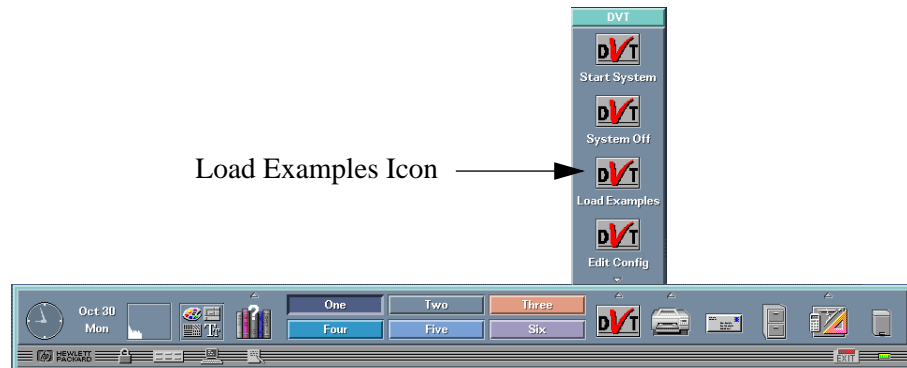 DVT
DVT
Start System
DVT
System Off
Load Examples Icon
DVT
Load Examples
DVT
Edit Config
Oct 30
Mon
One
Two
Three
Four
Five
Six
DVT
HEWLETT
PACKARD
EXIT